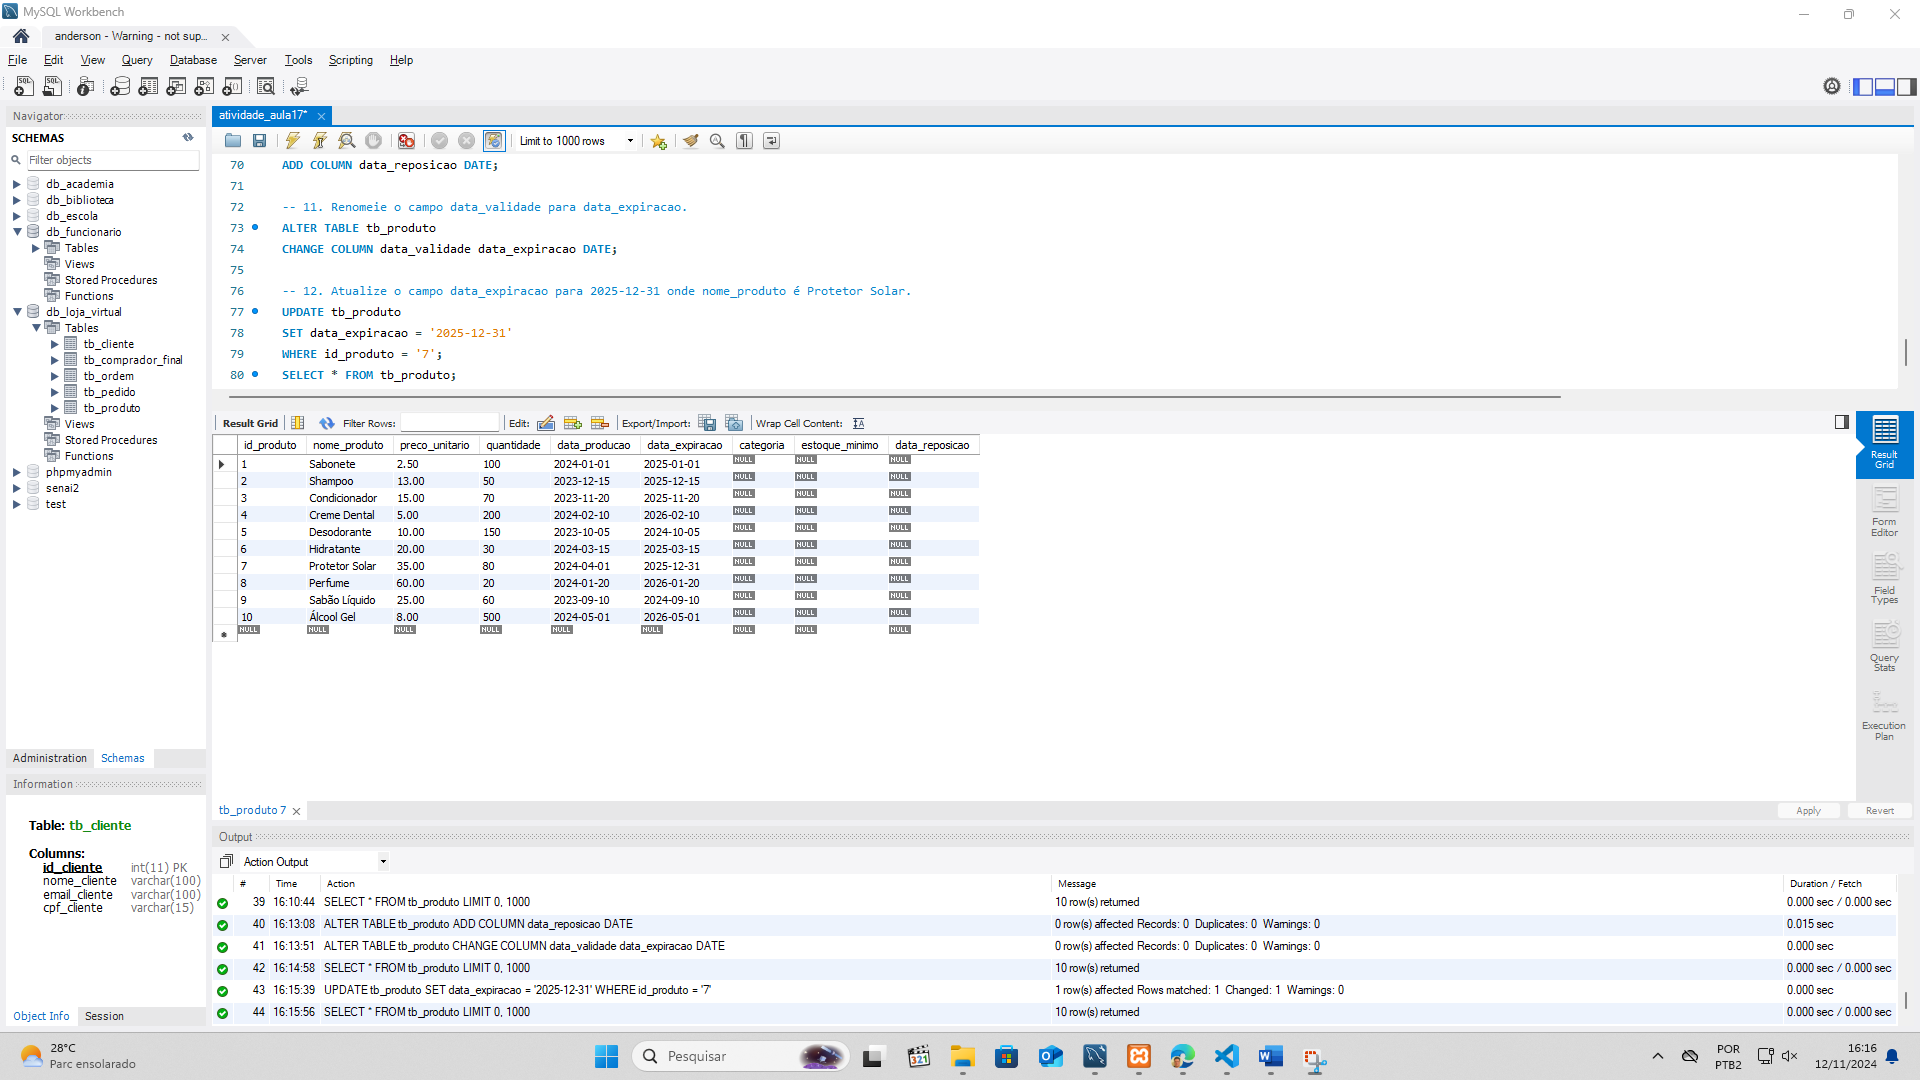 MySQL Workbench
anderson - Warning - not sup...
File Edit View Query Database Server Tools Scripting Help
Navigator
SCHEMAS
Filter objects
db_academia
db_biblioteca
db_escola
db_funcionario
Tables
Views
Stored Procedures
Functions
db_loja_virtual
Tables
tb_cliente
tb_comprador_final
tb_ordem
tb_pedido
tb_produto
Views
Stored Procedures
Functions
phpmyadmin
senai2
test
Administration Schemas
Information
Table: tb_cliente
Columns:
id_cliente int(11) PK
nome_cliente varchar(100)
email_cliente varchar(100)
cpf_cliente varchar(15)
Object Info Session
atividade_aula17*
Limit to 1000 rows
70 ADD COLUMN data_reposicao DATE;
71
72 -- 11. Renomeie o campo data_validade para data_expiracao.
73 ALTER TABLE tb_produto
74 CHANGE COLUMN data_validade data_expiracao DATE;
75
76 -- 12. Atualize o campo data_expiracao para 2025-12-31 onde nome_produto é Protetor Solar.
77 UPDATE tb_produto
78 SET data_expiracao = '2025-12-31'
79 WHERE id_produto = '7';
80 SELECT * FROM tb_produto;
Result Grid Filter Rows: Edit: Export/Import: Wrap Cell Content:
id_produto nome_produto preco_unitario quantidade data_producao data_expiracao categoria estoque_minimo data_reposicao
1 Sabonete 2.50 100 2024-01-01 2025-01-01 NULL NULL NULL
2 Shampoo 13.00 50 2023-12-15 2025-12-15 NULL NULL NULL
3 Condicionador 15.00 70 2023-11-20 2025-11-20 NULL NULL NULL
4 Creme Dental 5.00 200 2024-02-10 2026-02-10 NULL NULL NULL
5 Desodorante 10.00 150 2023-10-05 2024-10-05 NULL NULL NULL
6 Hidratante 20.00 30 2024-03-15 2025-03-15 NULL NULL NULL
7 Protetor Solar 35.00 80 2024-04-01 2025-12-31 NULL NULL NULL
8 Perfume 60.00 20 2024-01-20 2026-01-20 NULL NULL NULL
9 Sabão Líquido 25.00 60 2023-09-10 2024-09-10 NULL NULL NULL
10 Álcool Gel 8.00 500 2024-05-01 2026-05-01 NULL NULL NULL
NULL NULL NULL NULL NULL NULL NULL NULL NULL
Result
Grid
Form
Editor
Field
Types
Query
Stats
Execution
Plan
tb_produto 7
Apply Revert
Output
Action Output
# Time Action Message Duration / Fetch
39 16:10:44 SELECT * FROM tb_produto LIMIT 0, 1000 10 row(s) returned 0.000 sec / 0.000 sec
40 16:13:08 ALTER TABLE tb_produto ADD COLUMN data_reposicao DATE 0 row(s) affected Records: 0 Duplicates: 0 Warnings: 0 0.015 sec
41 16:13:51 ALTER TABLE tb_produto CHANGE COLUMN data_validade data_expiracao DATE 0 row(s) affected Records: 0 Duplicates: 0 Warnings: 0 0.000 sec
42 16:14:58 SELECT * FROM tb_produto LIMIT 0, 1000 10 row(s) returned 0.000 sec / 0.000 sec
43 16:15:39 UPDATE tb_produto SET data_expiracao = '2025-12-31' WHERE id_produto = '7' 1 row(s) affected Rows matched: 1 Changed: 1 Warnings: 0 0.000 sec
44 16:15:56 SELECT * FROM tb_produto LIMIT 0, 1000 10 row(s) returned 0.000 sec / 0.000 sec
28°C
Parc ensolarado
Pesquisar
POR
PTB2
16:16
12/11/2024